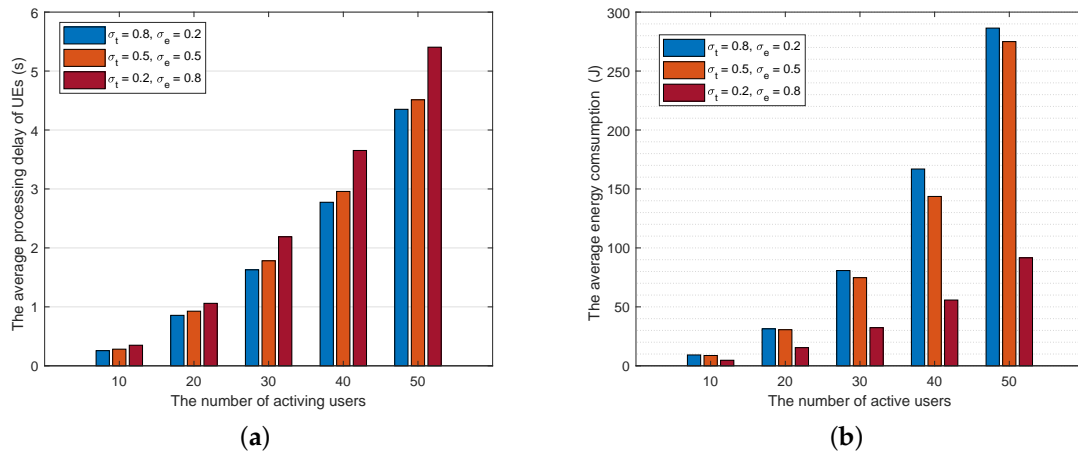 6
5
4
3
2
1
0
The average processing delay of UEs (s)
σt = 0.8, σe = 0.2
σt = 0.5, σe = 0.5
σt = 0.2, σe = 0.8
10 20 30 40 50
The number of activing users
(a)
300
250
200
150
100
50
0
The average energy comsumption (J)
σt = 0.8, σe = 0.2
σt = 0.5, σe = 0.5
σt = 0.2, σe = 0.8
10 20 30 40 50
The number of active users
(b)